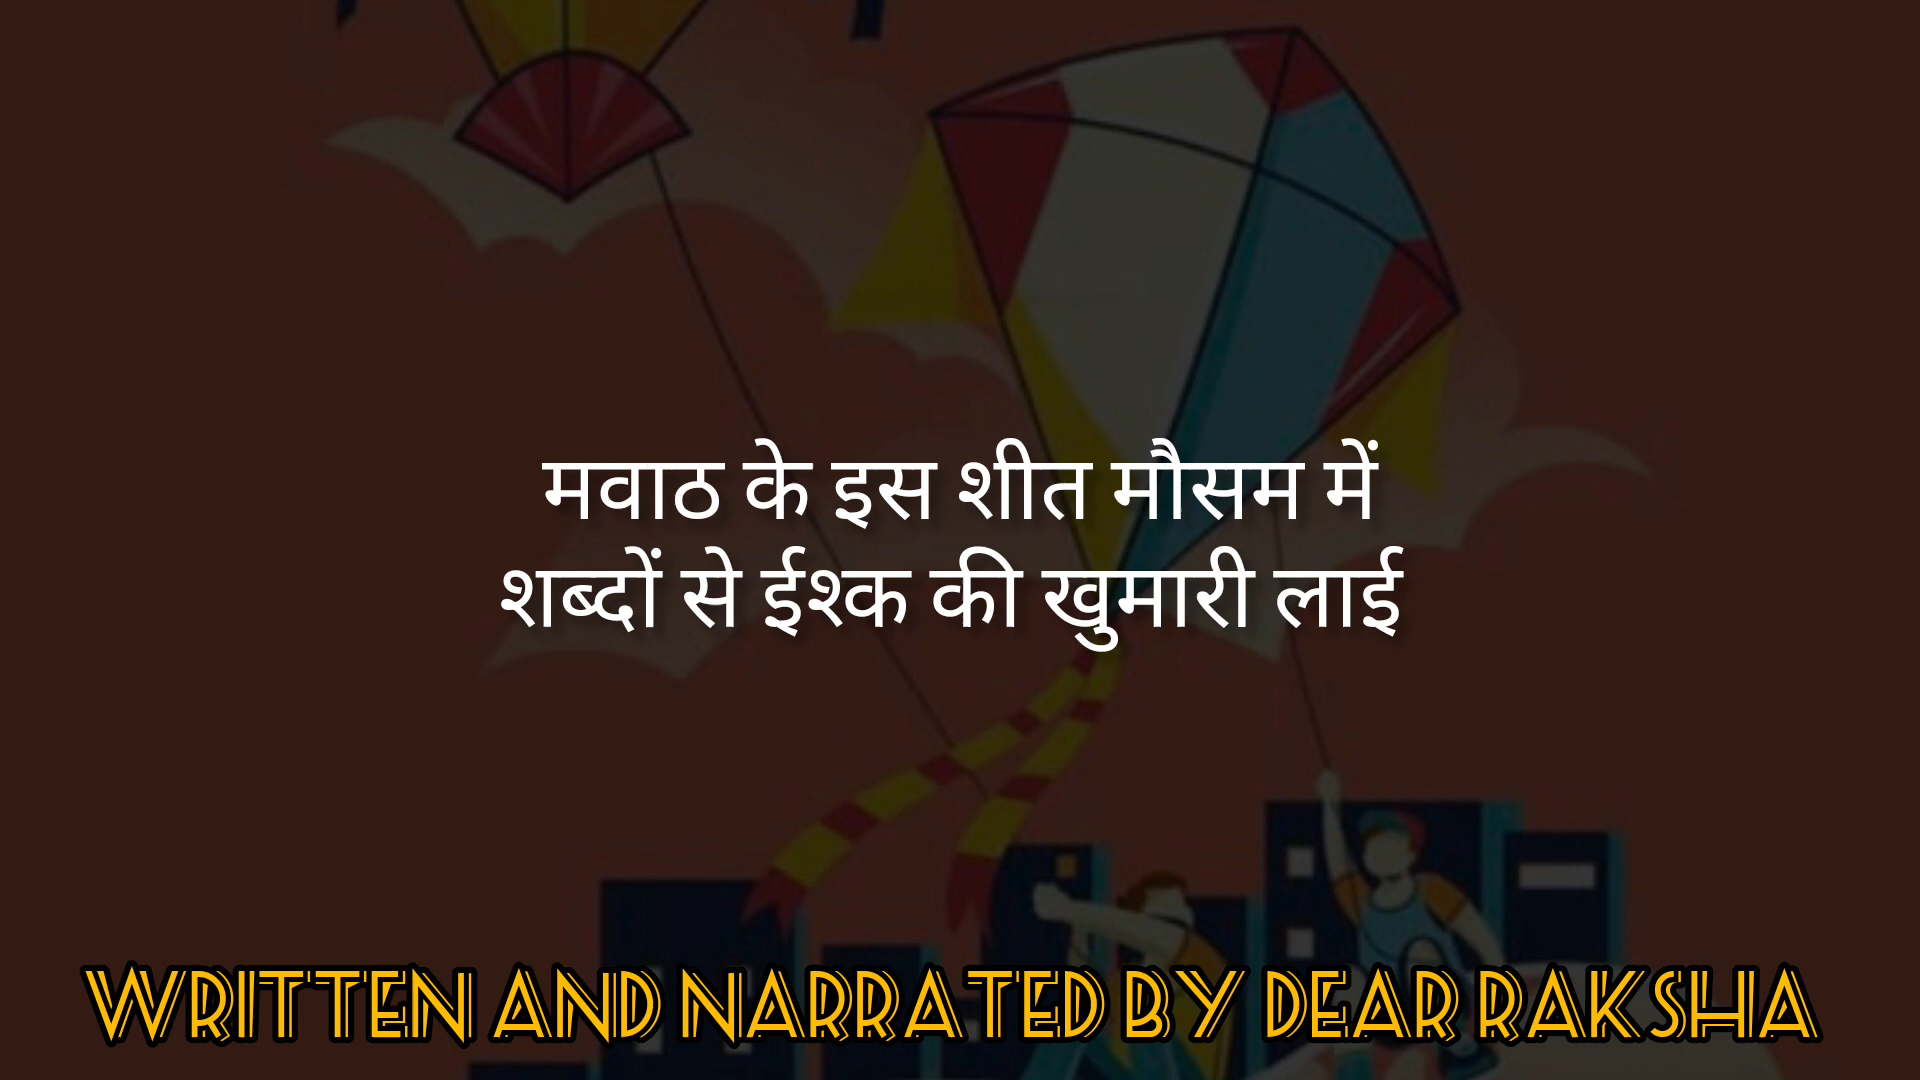 मवाठ के इस शीत मौसम में
शब्दों से ईश्क की खुमारी लाई
WRITTEN AND NARRATED BY DEAR RAKSHA